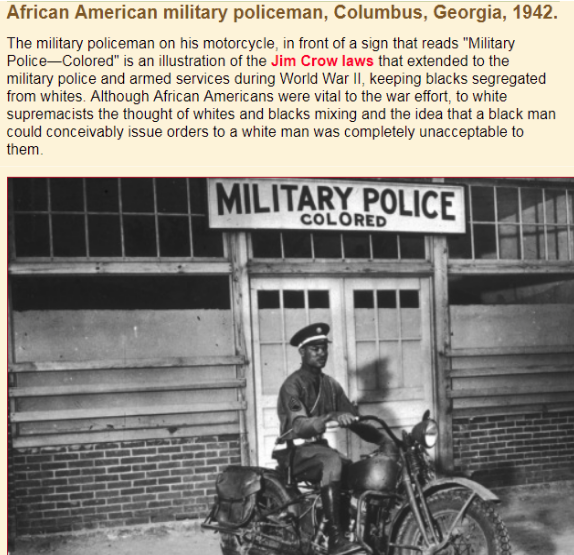 African American military policeman, Columbus, Georgia, 1942.
The military policeman on his motorcycle, in front of a sign that reads "Military
Police—Colored" is an illustration of the Jim Crow laws that extended to the
military police and armed services during World War II, keeping blacks segregated
from whites. Although African Americans were vital to the war effort, to white
supremacists the thought of whites and blacks mixing and the idea that a black man
could conceivably issue orders to a white man was completely unacceptable to
them.
MILITARY POLICE
COLORED